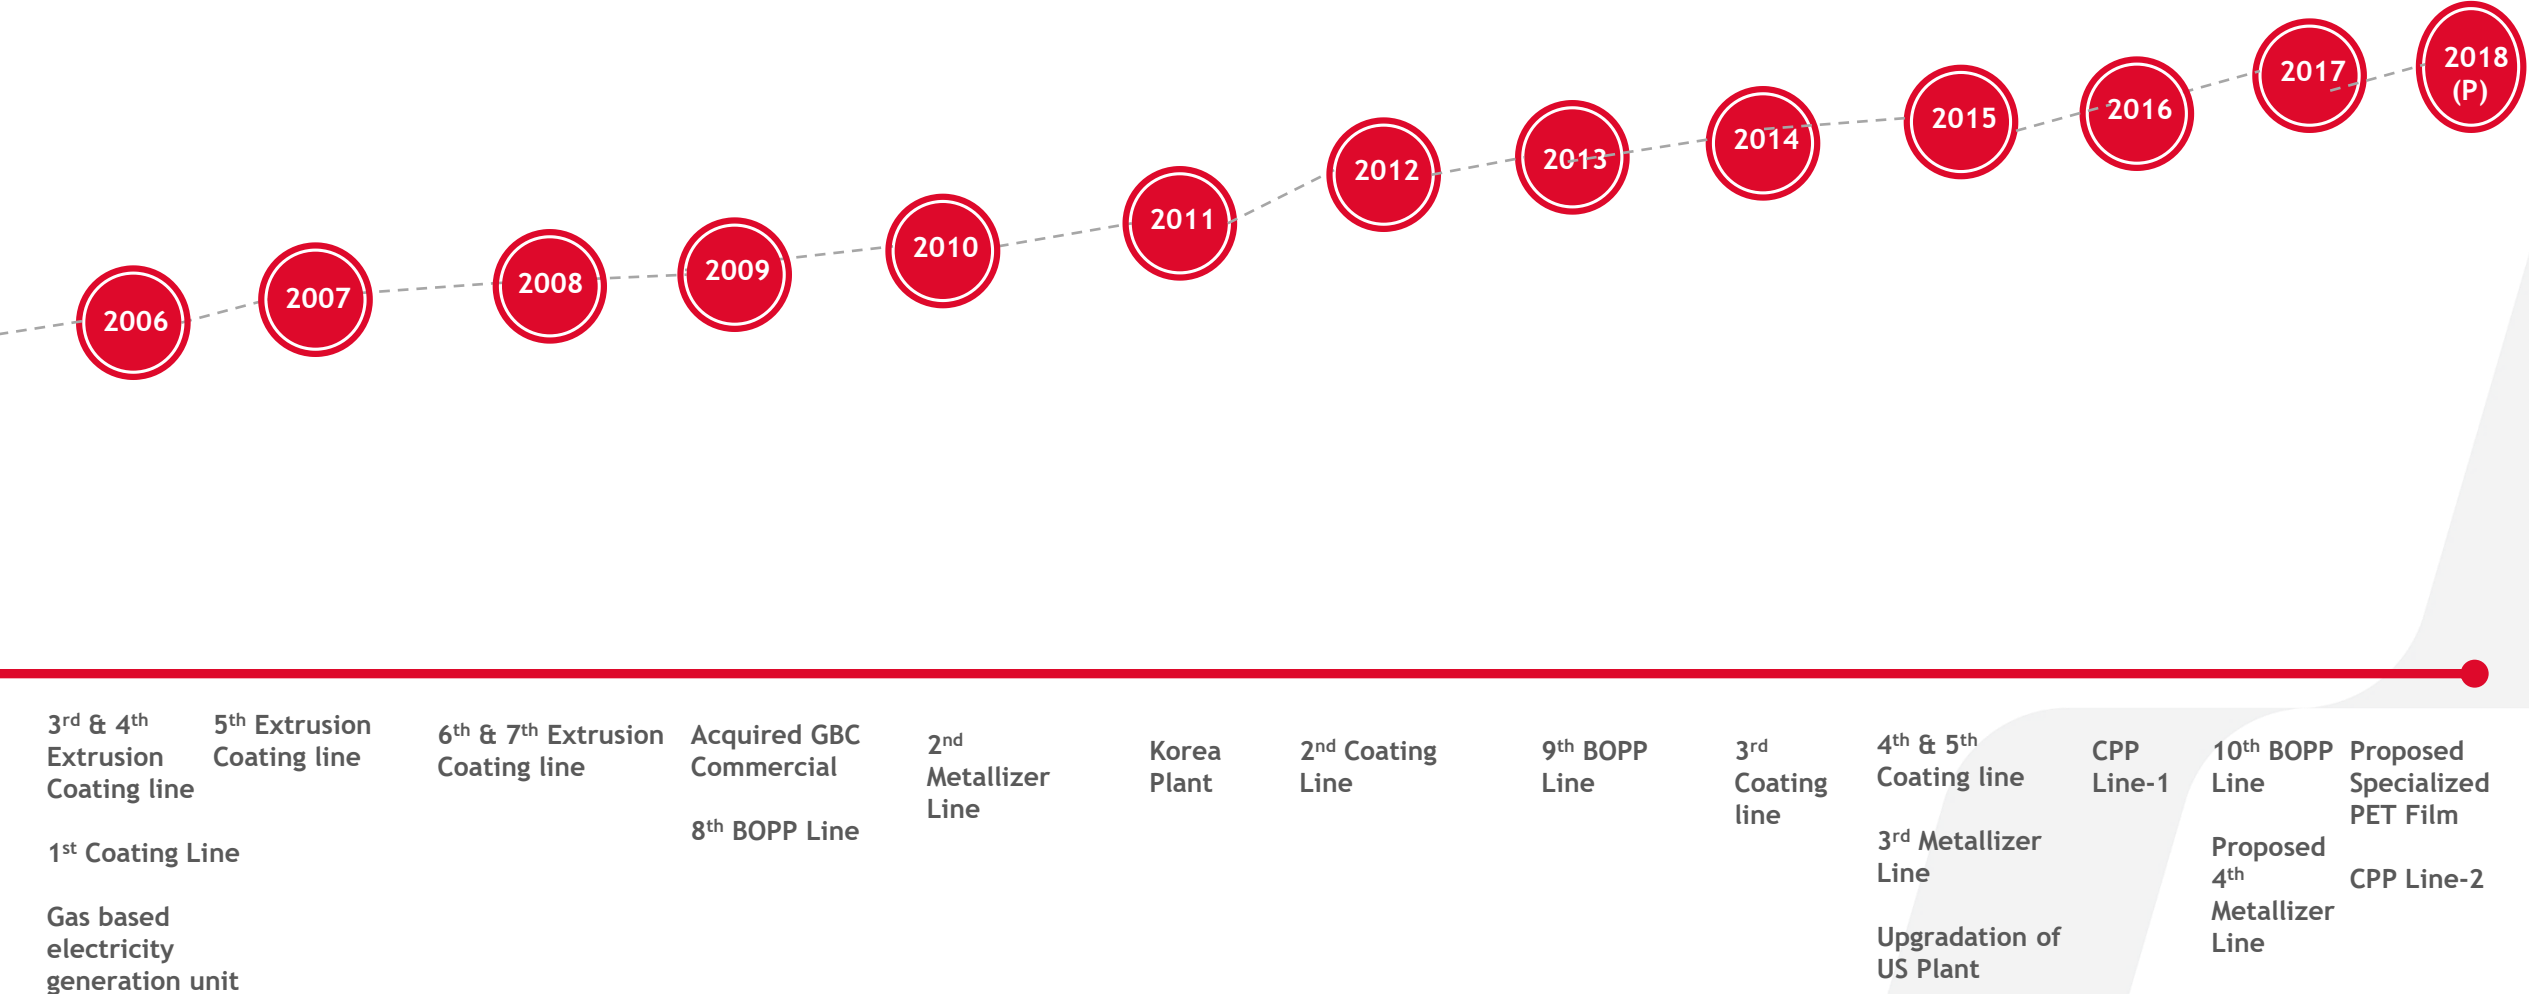 2006
2007
2008
2009
2010
2011
2012
2013
2014
2015
2016
2017
2018
(P)
3rd & 4th
Extrusion
Coating line
1st Coating Line
Gas based
electricity
generation unit
5th Extrusion
Coating line
6th & 7th Extrusion
Coating line
Acquired GBC
Commercial
8th BOPP Line
2nd
Metallizer
Line
Korea
Plant
2nd Coating
Line
9th BOPP
Line
3rd
Coating
line
4th & 5th
Coating line
3rd Metallizer
Line
Upgradation of
US Plant
CPP
Line-1
10th BOPP
Line
Proposed
4th
Metallizer
Line
Proposed
Specialized
PET Film
CPP Line-2